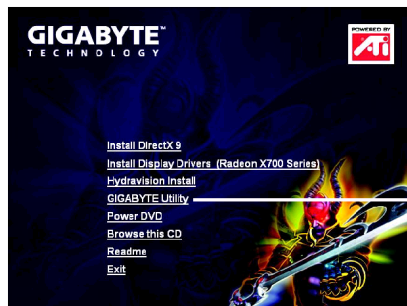 GIGABYTE™
TECHNOLOGY
POWERED BY
ATi
Install DirectX 9
Install Display Drivers (Radeon X700 Series)
Hydravision Install
GIGABYTE Utility
Power DVD
Browse this CD
Readme
Exit